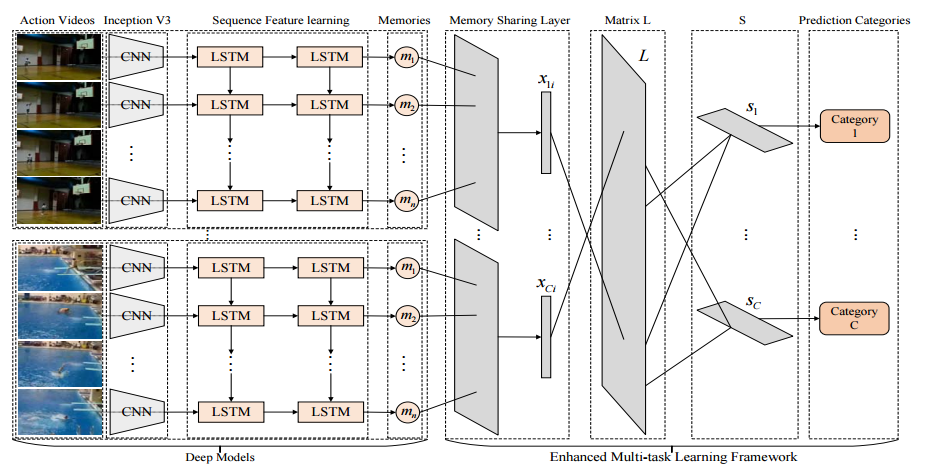 Action Videos Inception V3 Sequence Feature learning Memories Memory Sharing Layer Matrix L S Prediction Categories
CNN LSTM LSTM m1
L
x1i
CNN LSTM LSTM m2
s1
Category
1
⋮ ⋮ ⋮ ⋮
CNN LSTM LSTM mn
⋮ ⋮ ⋮ ⋮ ⋮
CNN LSTM LSTM m1
xCi
sC
CNN LSTM LSTM m2
Category
C
⋮ ⋮ ⋮ ⋮
CNN LSTM LSTM mn
Deep Models Enhanced Multi-task Learning Framework